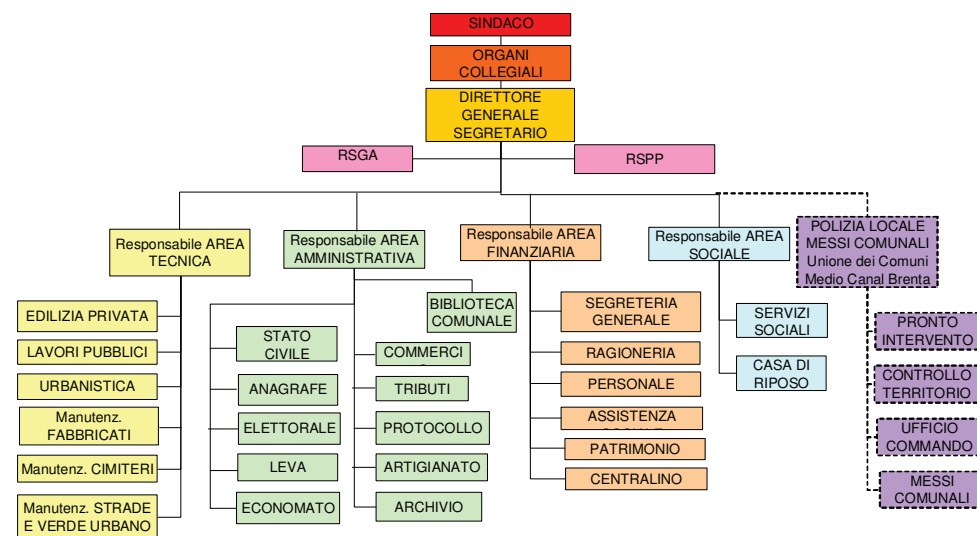 SINDACO
ORGANI
COLLEGIALI
DIRETTORE
GENERALE
SEGRETARIO
RSGA
RSPP
Responsabile AREA
TECNICA
EDILIZIA PRIVATA
LAVORI PUBBLICI
URBANISTICA
Manutenz.
FABBRICATI
Manutenz. CIMITERI
Manutenz. STRADE
E VERDE URBANO
Responsabile AREA
AMMINISTRATIVA
BIBLIOTECA
COMUNALE
STATO
CIVILE
ANAGRAFE
ELETTORALE
LEVA
ECONOMATO
COMMERCI
TRIBUTI
PROTOCOLLO
ARTIGIANATO
ARCHIVIO
Responsabile AREA
FINANZIARIA
SEGRETERIA
GENERALE
RAGIONERIA
PERSONALE
ASSISTENZA
PATRIMONIO
CENTRALINO
Responsabile AREA
SOCIALE
SERVIZI
SOCIALI
CASA DI
RIPOSO
POLIZIA LOCALE
MESSI COMUNALI
Unione dei Comuni
Medio Canal Brenta
PRONTO
INTERVENTO
CONTROLLO
TERRITORIO
UFFICIO
COMMANDO
MESSI
COMUNALI